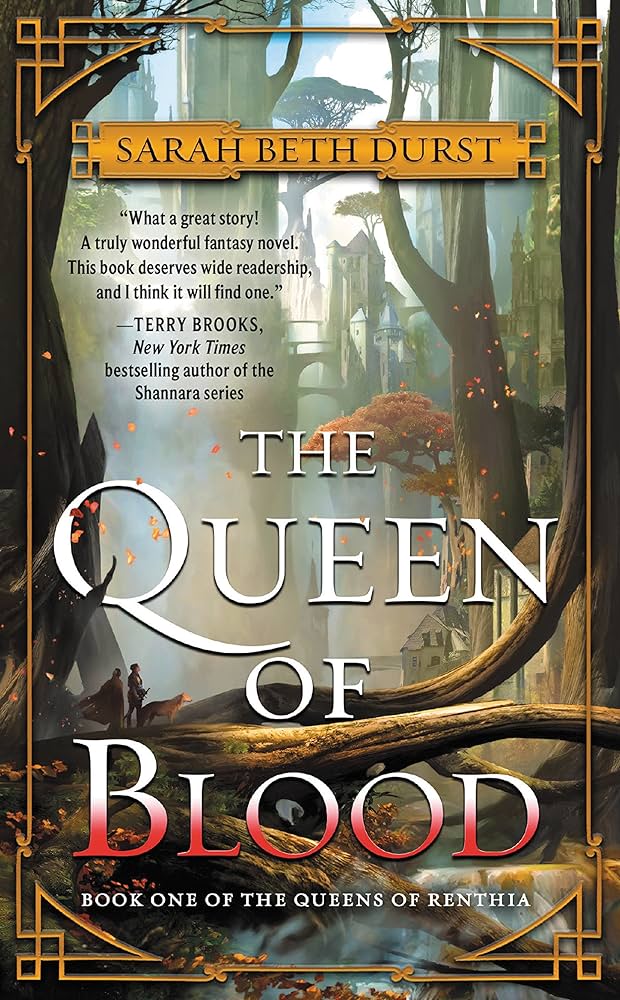 SARAH BETH DURST
“What a great story!
A truly wonderful fantasy novel.
This book deserves wide readership,
and I think it will find one.”
—TERRY BROOKS,
New York Times
bestselling author of the
Shannara series
THE
QUEEN
OF
BLOOD
BOOK ONE OF THE QUEENS OF RENTHIA